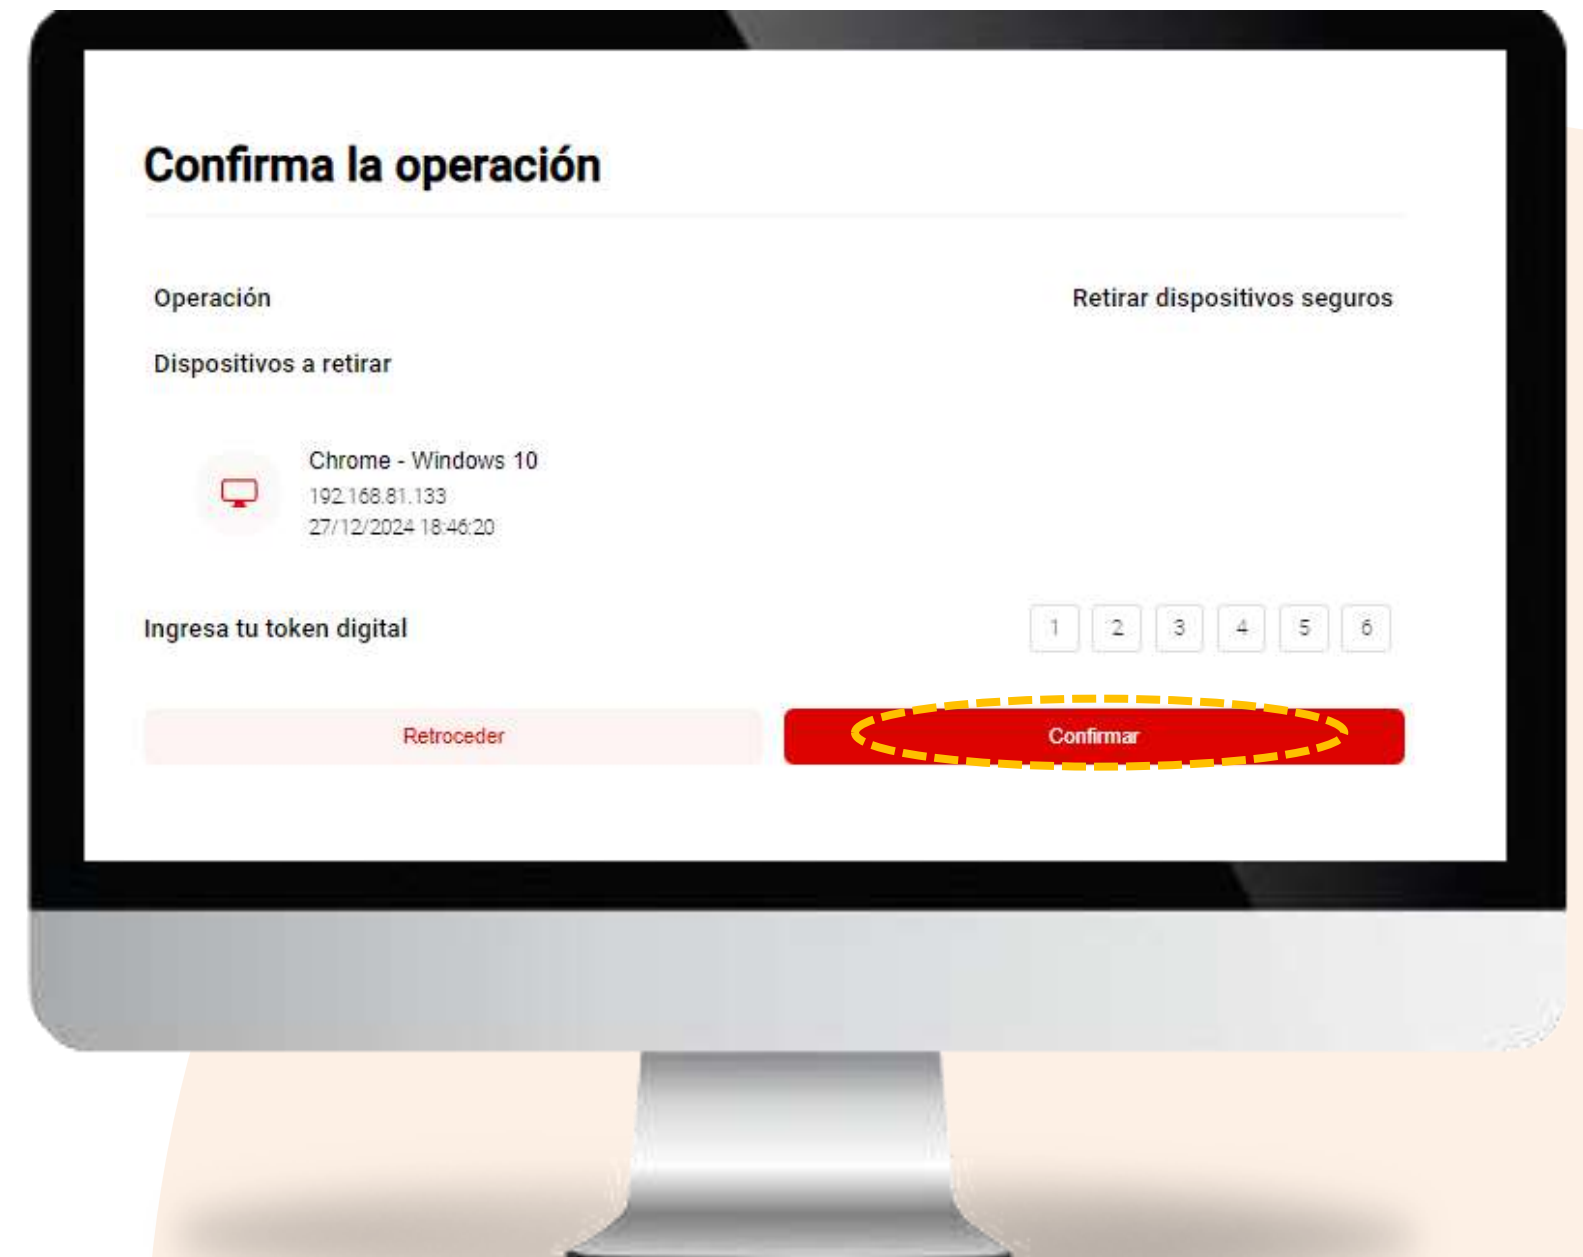 Confirma la operación
Operación Retirar dispositivos seguros
Dispositivos a retirar
Chrome - Windows 10
192.168.81.133
27/12/2024 18:46:20
Ingresa tu token digital 1 2 3 4 5 6
Retroceder Confirmar